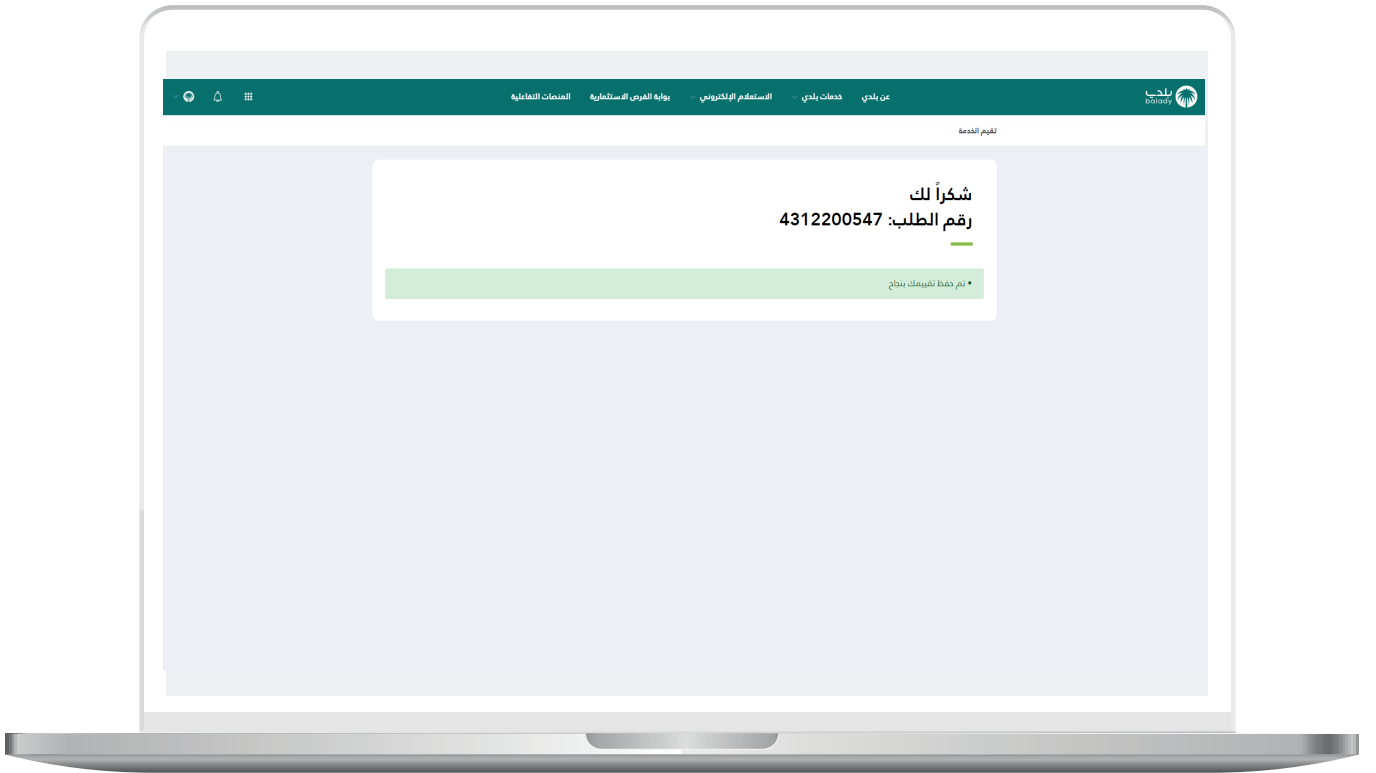 بلدي
balady
عن بلدي
خدمات بلدي
الاستعلام الإلكتروني
بوابة الفرص الاستثمارية
المنصات التفاعلية
تقيم الخدمة
شكراً لك
رقم الطلب: 4312200547
• تم حفظ تقييمك بنجاح